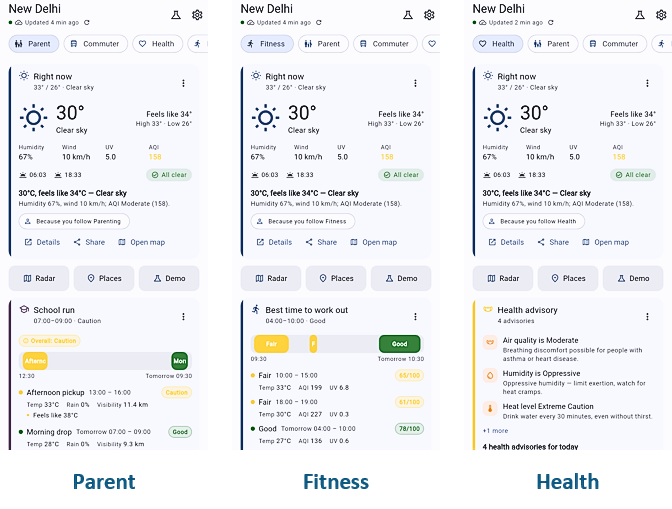 New Delhi
Updated 4 min ago
Parent
Commuter
Health
Right now
33° / 26° · Clear sky
30°
Clear sky
Feels like 34°
High 33° · Low 26°
Humidity
Wind
UV
AQI
67%
10 km/h
5.0
158
06:03
18:33
All clear
30°C, feels like 34°C — Clear sky
Humidity 67%, wind 10 km/h; AQI Moderate (158).
Because you follow Parenting
Details
Share
Open map
Radar
Places
Demo
School run
07:00–09:00 · Caution
Overall: Caution
Afternoc
Mon
12:30
Tomorrow 09:30
Afternoon pickup 13:00 – 16:00
Caution
Temp 33°C Rain 0% Visibility 11.4 km
• Feels like 38°C
Morning drop Tomorrow 07:00 – 09:00
Good
Temp 28°C Rain 0% Visibility 9.3 km
Parent
New Delhi
Updated 4 min ago
Fitness
Parent
Commuter
Right now
33° / 26° · Clear sky
30°
Clear sky
Feels like 34°
High 33° · Low 26°
Humidity
Wind
UV
AQI
67%
10 km/h
5.0
158
06:03
18:33
All clear
30°C, feels like 34°C — Clear sky
Humidity 67%, wind 10 km/h; AQI Moderate (158).
Because you follow Fitness
Details
Share
Open map
Radar
Places
Demo
Best time to work out
04:00–10:00 · Good
Fair
F
Good
09:30
Tomorrow 10:30
Fair 10:00 – 15:00
65/100
Temp 33°C AQI 199 UV 6.8
Fair 18:00 – 19:00
61/100
Temp 30°C AQI 227 UV 0.3
Good Tomorrow 04:00 – 10:00
78/100
Temp 27°C AQI 136 UV 0.6
Fitness
New Delhi
Updated 2 min ago
Health
Parent
Commuter
Right now
33° / 26° · Clear sky
30°
Clear sky
Feels like 34°
High 33° · Low 26°
Humidity
Wind
UV
AQI
67%
10 km/h
5.0
158
06:03
18:33
All clear
30°C, feels like 34°C — Clear sky
Humidity 67%, wind 10 km/h; AQI Moderate (158).
Because you follow Health
Details
Share
Open map
Radar
Places
Demo
Health advisory
4 advisories
Air quality is Moderate
Breathing discomfort possible for people with
asthma or heart disease.
Humidity is Oppressive
Oppressive humidity — limit exertion, watch for
heat cramps.
Heat level Extreme Caution
Drink water every 30 minutes, even without thirst.
+1 more
4 health advisories for today
Health